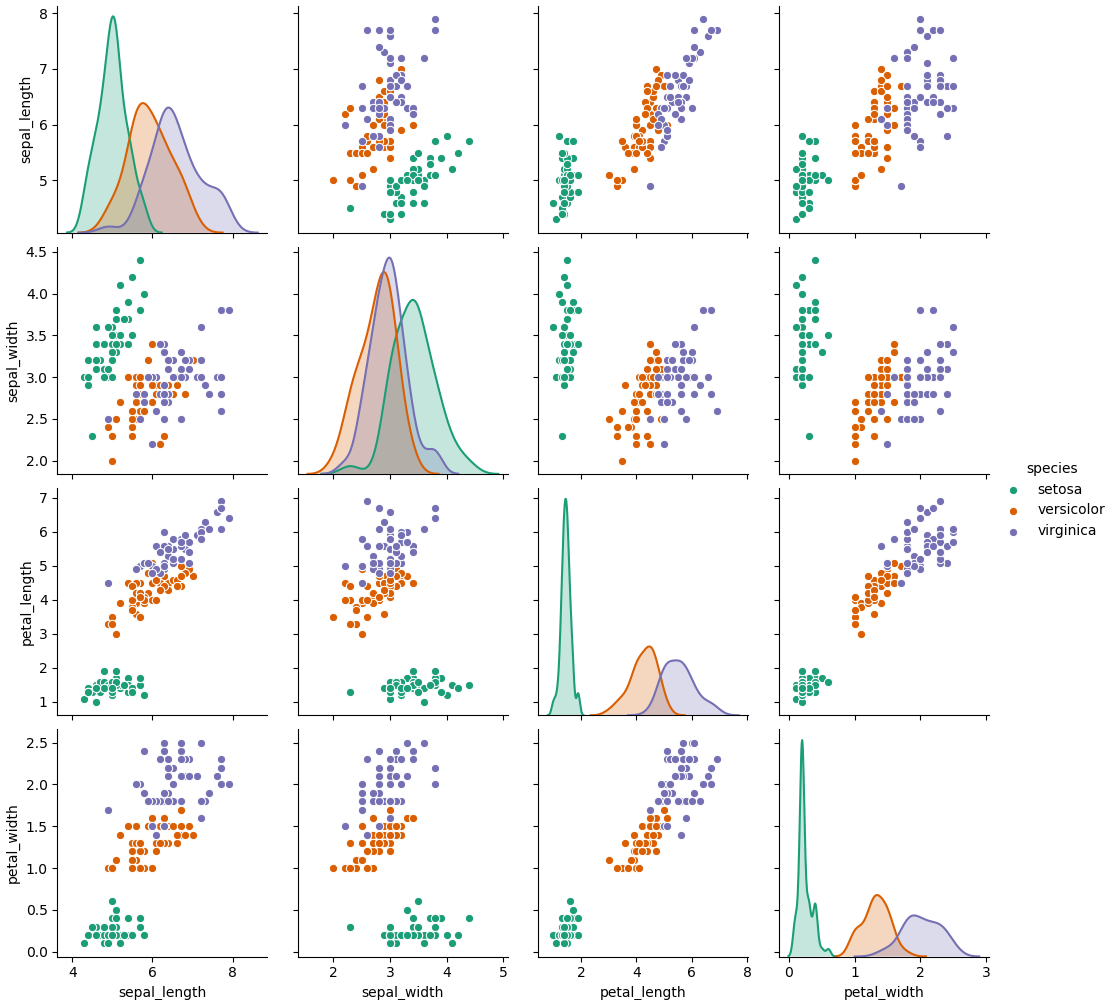 8
7
6
5
sepal_length
4.5
4.0
3.5
3.0
2.5
2.0
sepal_width
species
setosa
versicolor
virginica
7
6
5
4
3
2
1
petal_length
2.5
2.0
1.5
1.0
0.5
0.0
petal_width
4 6 8 2 3 4 5 2 4 6 8 0 1 2 3
sepal_length sepal_width petal_length petal_width